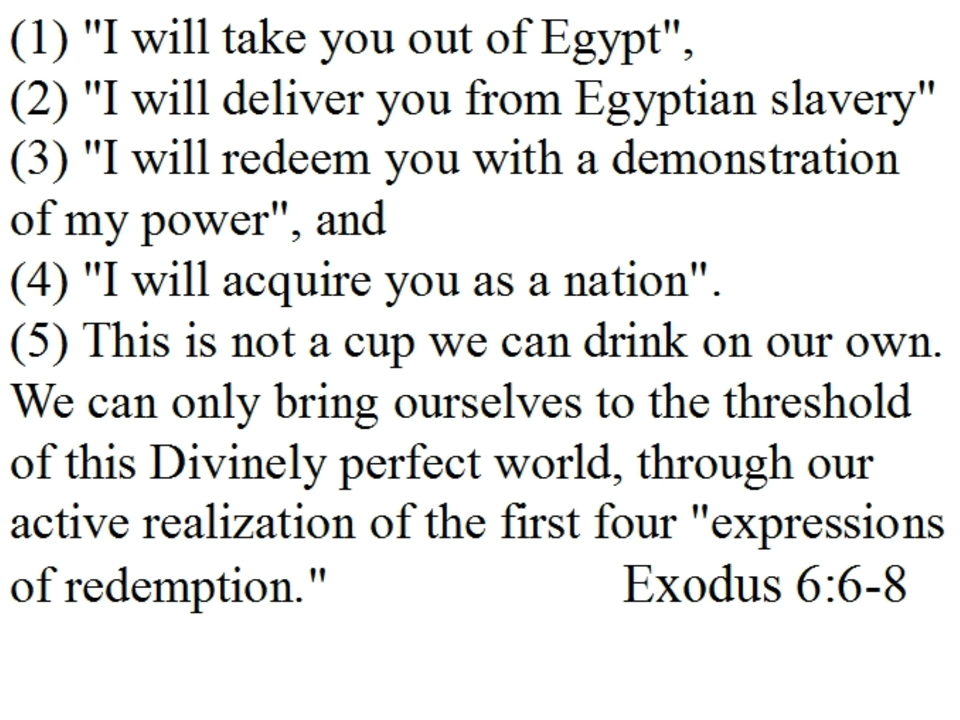 (1) "I will take you out of Egypt",
(2) "I will deliver you from Egyptian slavery"
(3) "I will redeem you with a demonstration
of my power", and
(4) "I will acquire you as a nation".
(5) This is not a cup we can drink on our own.
We can only bring ourselves to the threshold
of this Divinely perfect world, through our
active realization of the first four "expressions
of redemption." Exodus 6:6-8